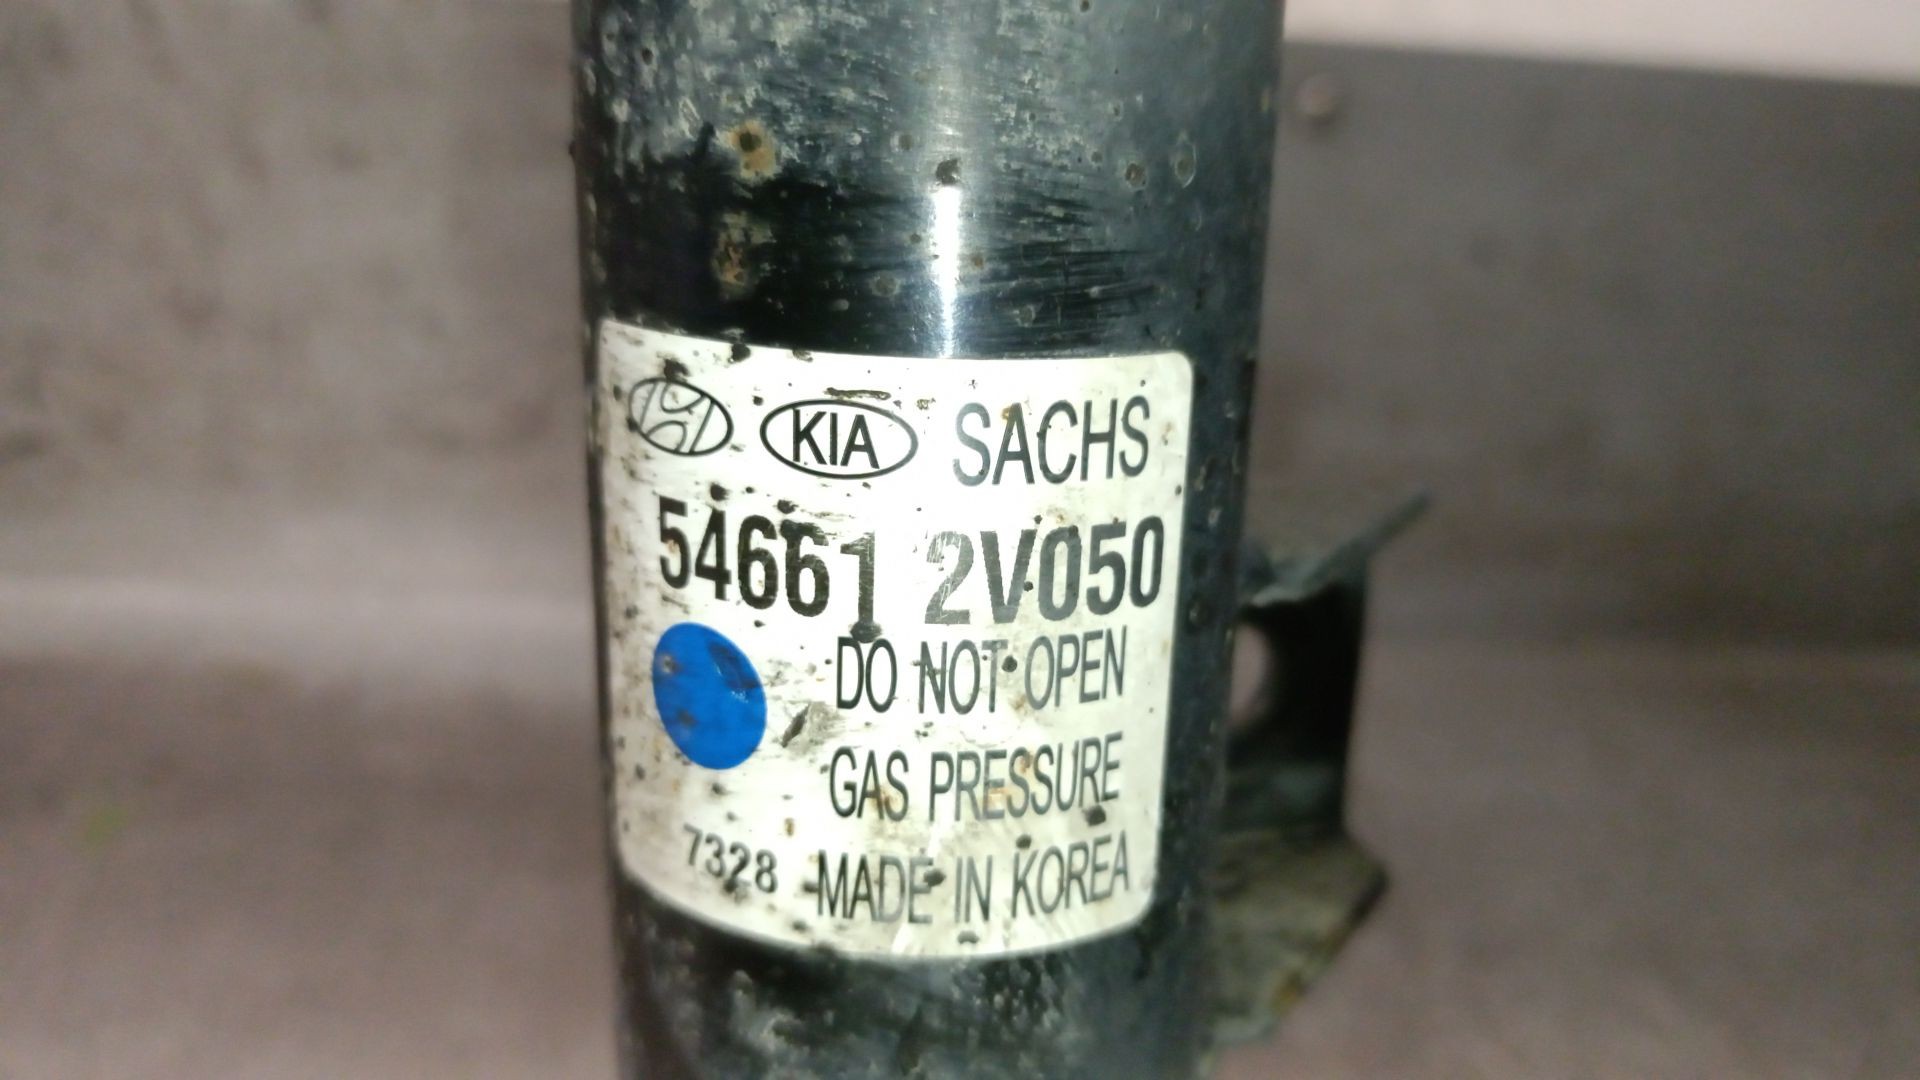 KIA SACHS
54661 2V050
DO NOT OPEN
GAS PRESSURE
7328 MADE IN KOREA